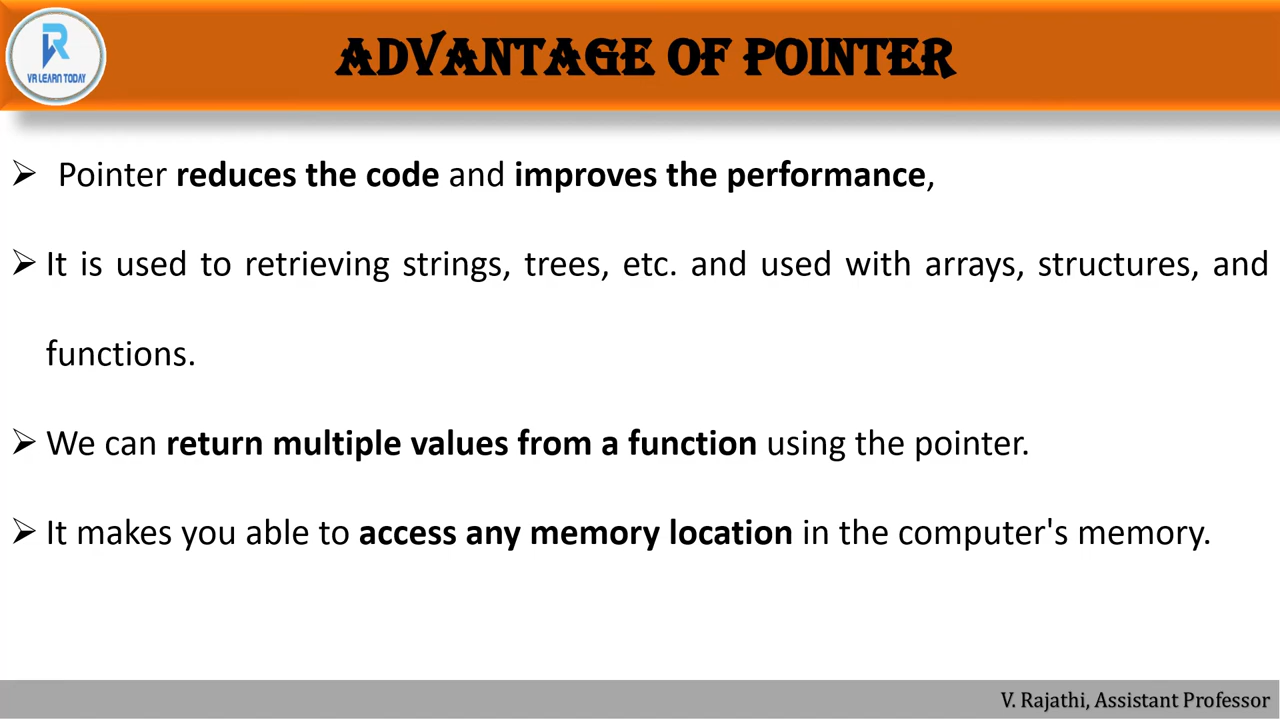 VR LEARN TODAY
ADVANTAGE OF POINTER
➢ Pointer reduces the code and improves the performance,
➢ It is used to retrieving strings, trees, etc. and used with arrays, structures, and
functions.
➢ We can return multiple values from a function using the pointer.
➢ It makes you able to access any memory location in the computer's memory.
V. Rajathi, Assistant Professor